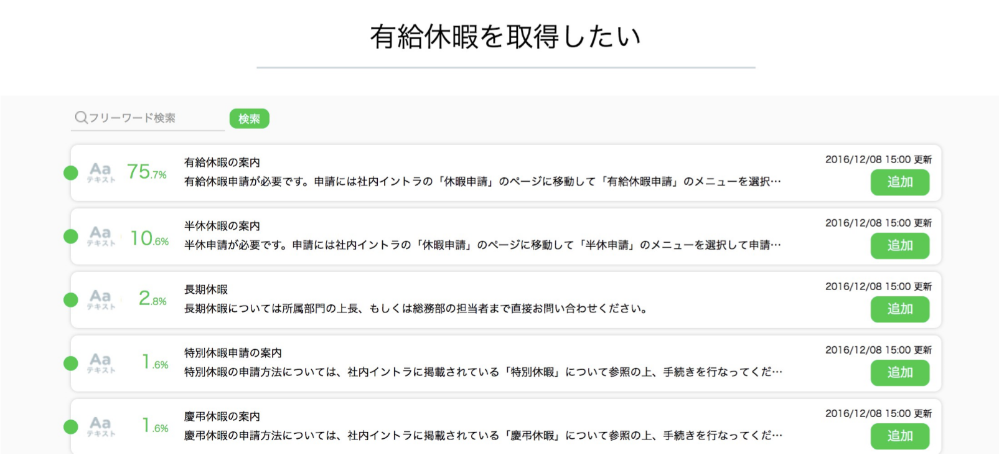 有給休暇を取得したい
フリーワード検索 検索
有給休暇の案内 2016/12/08 15:00 更新
Aa テキスト 75.7% 有給休暇申請が必要です。申請には社内イントラの「休暇申請」のページに移動して「有給休暇申請」のメニューを選択… 追加
半休休暇の案内 2016/12/08 15:00 更新
Aa テキスト 10.6% 半休申請が必要です。申請には社内イントラの「休暇申請」のページに移動して「半休申請」のメニューを選択して申請… 追加
長期休暇 2016/12/08 15:00 更新
Aa テキスト 2.8% 長期休暇については所属部門の上長、もしくは総務部の担当者まで直接お問い合わせください。 追加
特別休暇申請の案内 2016/12/08 15:00 更新
Aa テキスト 1.6% 特別休暇の申請方法については、社内イントラに掲載されている「特別休暇」について参照の上、手続きを行なってくだ… 追加
慶弔休暇の案内 2016/12/08 15:00 更新
Aa テキスト 1.6% 慶弔休暇の申請方法については、社内イントラに掲載されている「慶弔休暇」について参照の上、手続きを行なってくだ… 追加